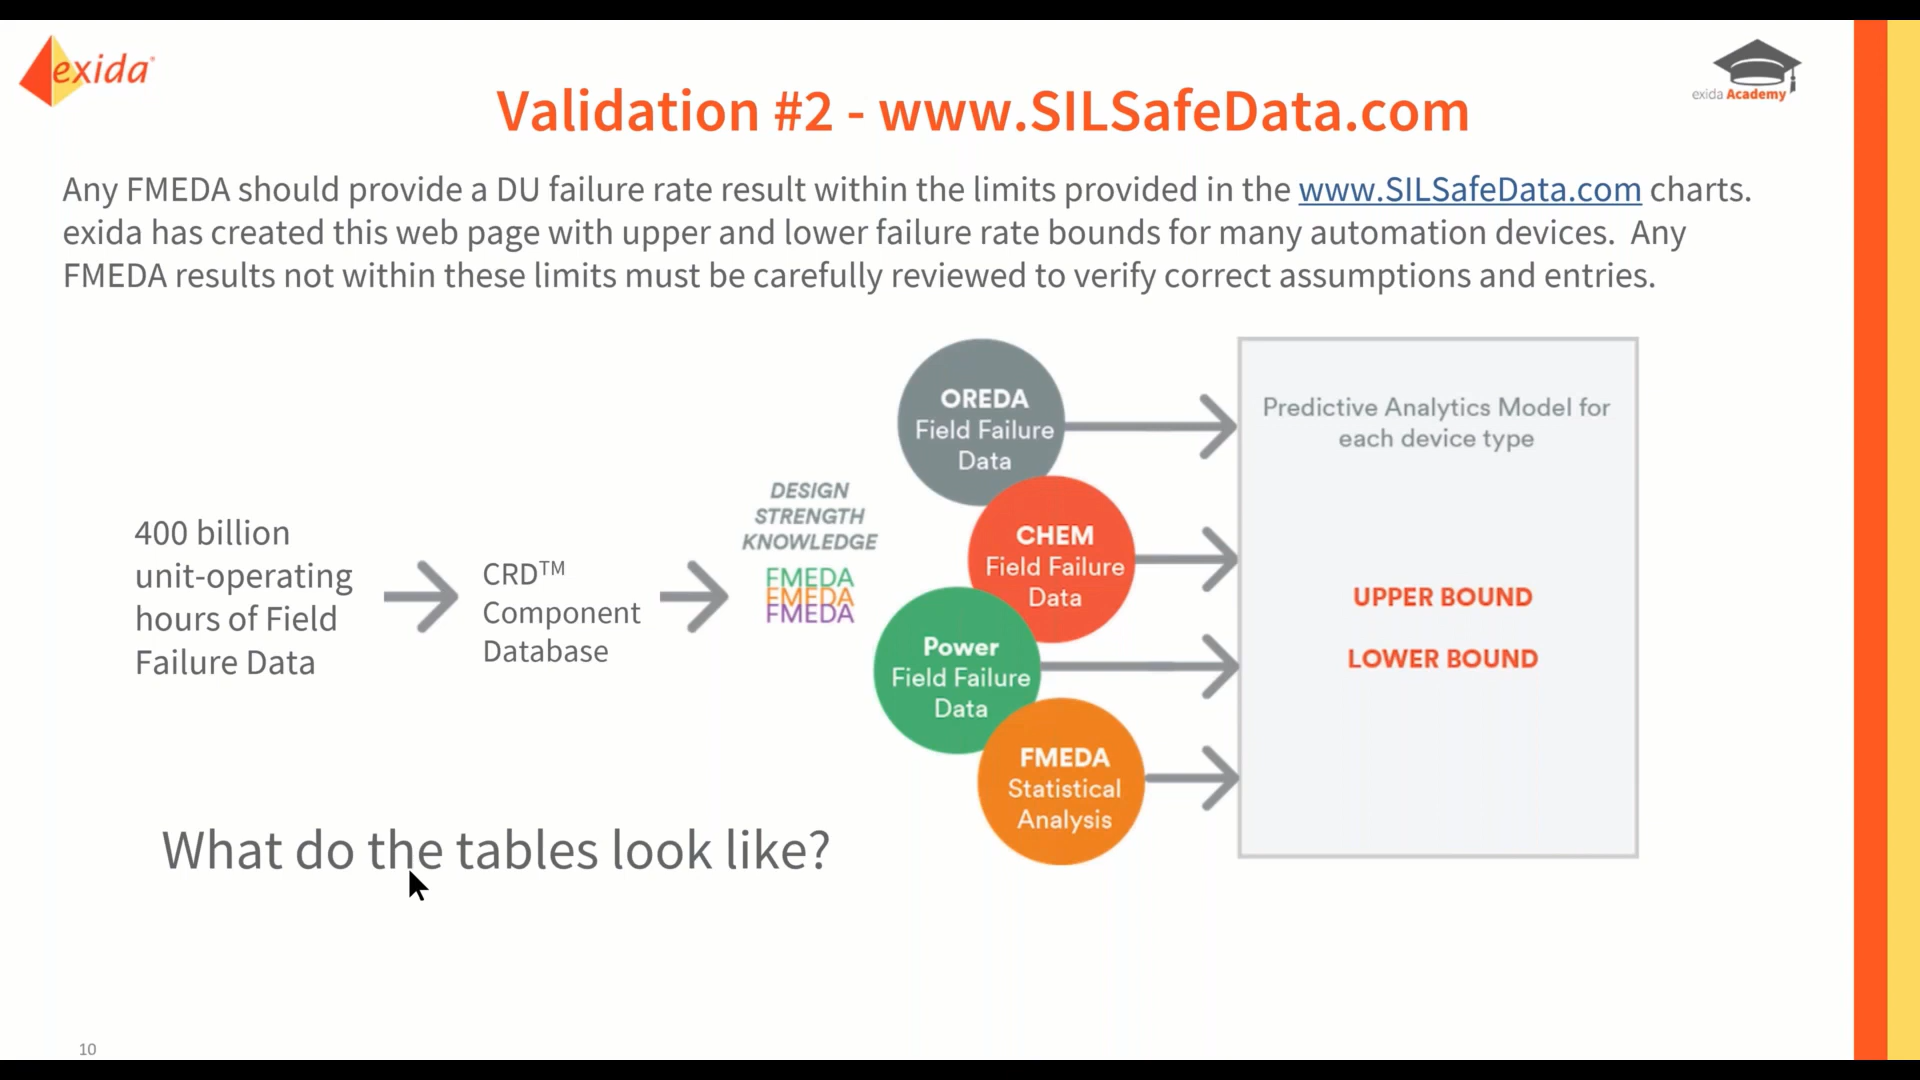 exida
exida Academy
Validation #2 - www.SILSafeData.com
Any FMEDA should provide a DU failure rate result within the limits provided in the www.SILSafeData.com charts.
exida has created this web page with upper and lower failure rate bounds for many automation devices.  Any
FMEDA results not within these limits must be carefully reviewed to verify correct assumptions and entries.
400 billion
unit-operating
hours of Field
Failure Data
CRD™
Component
Database
DESIGN
STRENGTH
KNOWLEDGE
FMEDA
FMEDA
FMEDA
OREDA
Field Failure
Data
CHEM
Field Failure
Data
Power
Field Failure
Data
FMEDA
Statistical
Analysis
Predictive Analytics Model for
each device type
UPPER BOUND
LOWER BOUND
What do the tables look like?
10